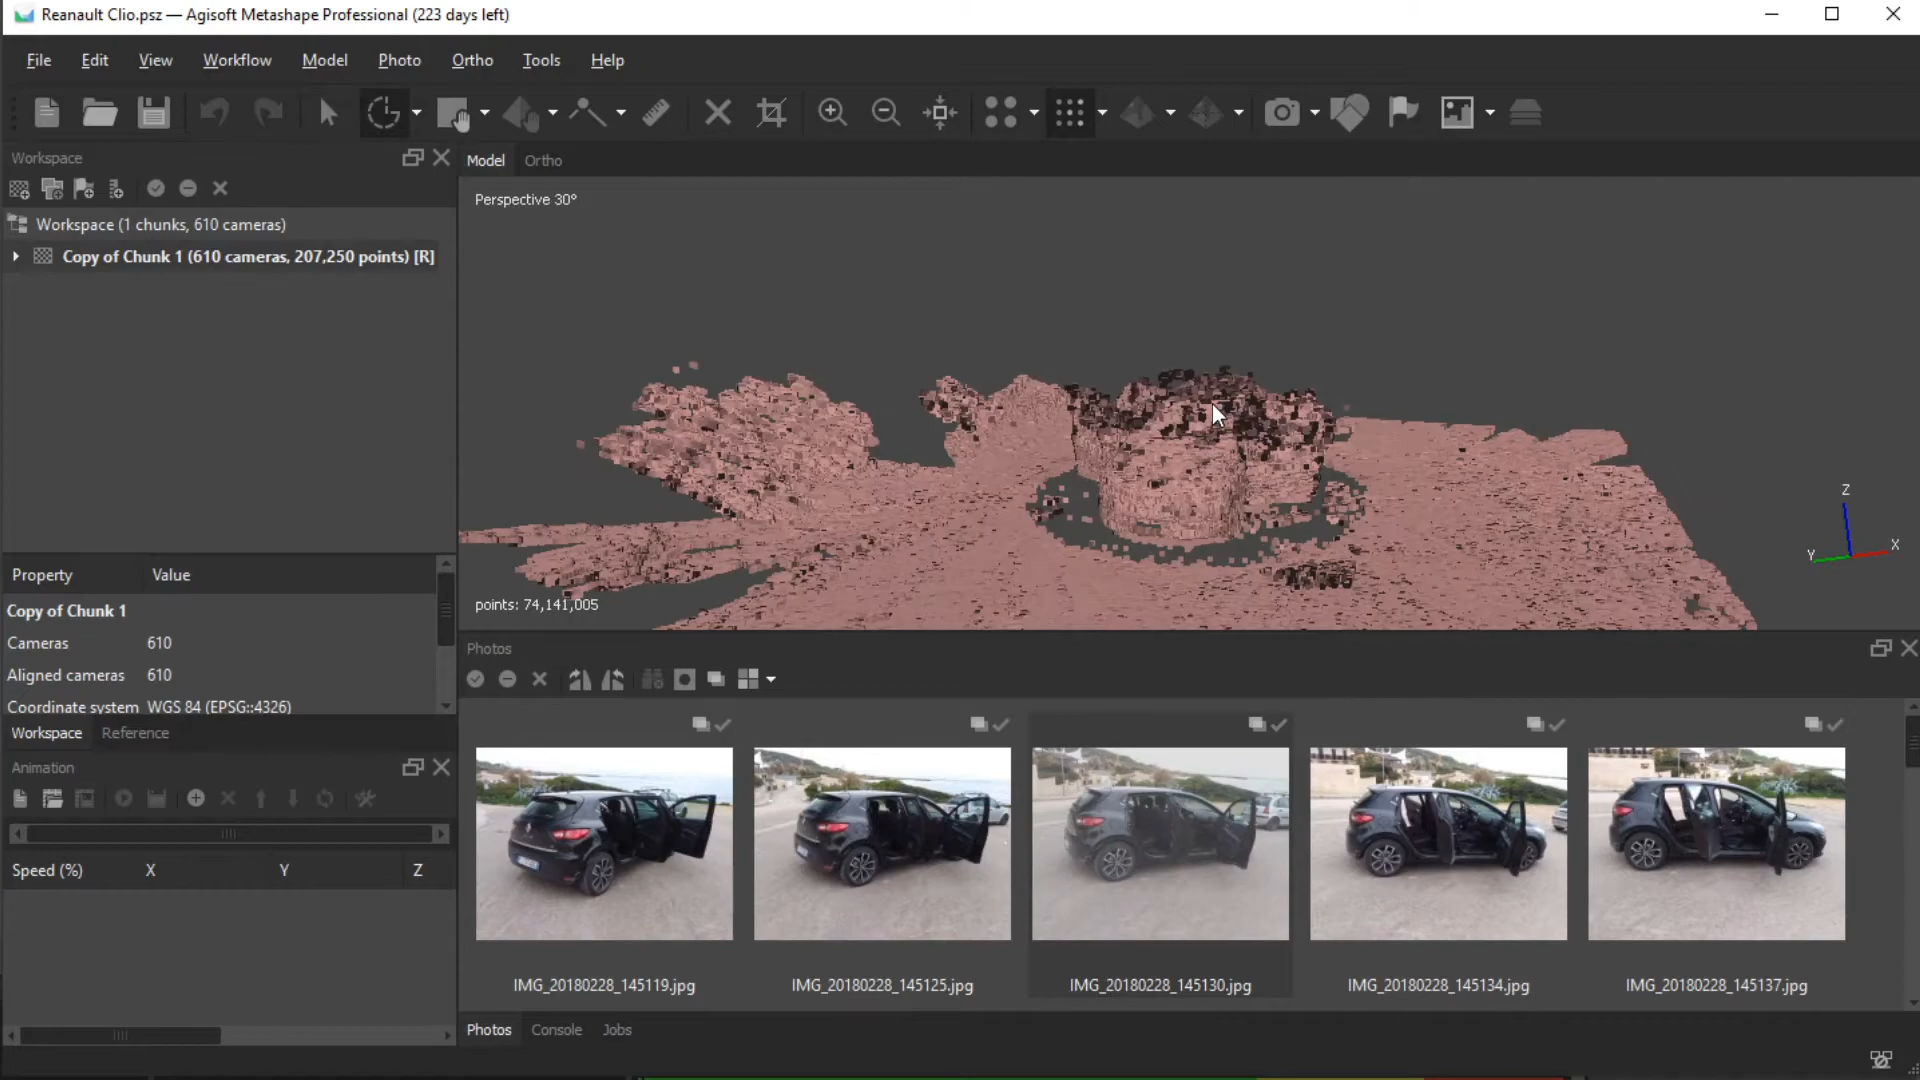 Reanault Clio.psz — Agisoft Metashape Professional (223 days left)
File Edit View Workflow Model Photo Ortho Tools Help
Workspace
Model Ortho
Perspective 30°
Workspace (1 chunks, 610 cameras)
Copy of Chunk 1 (610 cameras, 207,250 points) [R]
Z
X
Y
points: 74,141,005
Property Value
Copy of Chunk 1
Cameras 610
Aligned cameras 610
Coordinate system WGS 84 (EPSG::4326)
Workspace Reference
Animation
Speed (%) X Y Z
Photos
IMG_20180228_145119.jpg
IMG_20180228_145125.jpg
IMG_20180228_145130.jpg
IMG_20180228_145134.jpg
IMG_20180228_145137.jpg
Photos Console Jobs